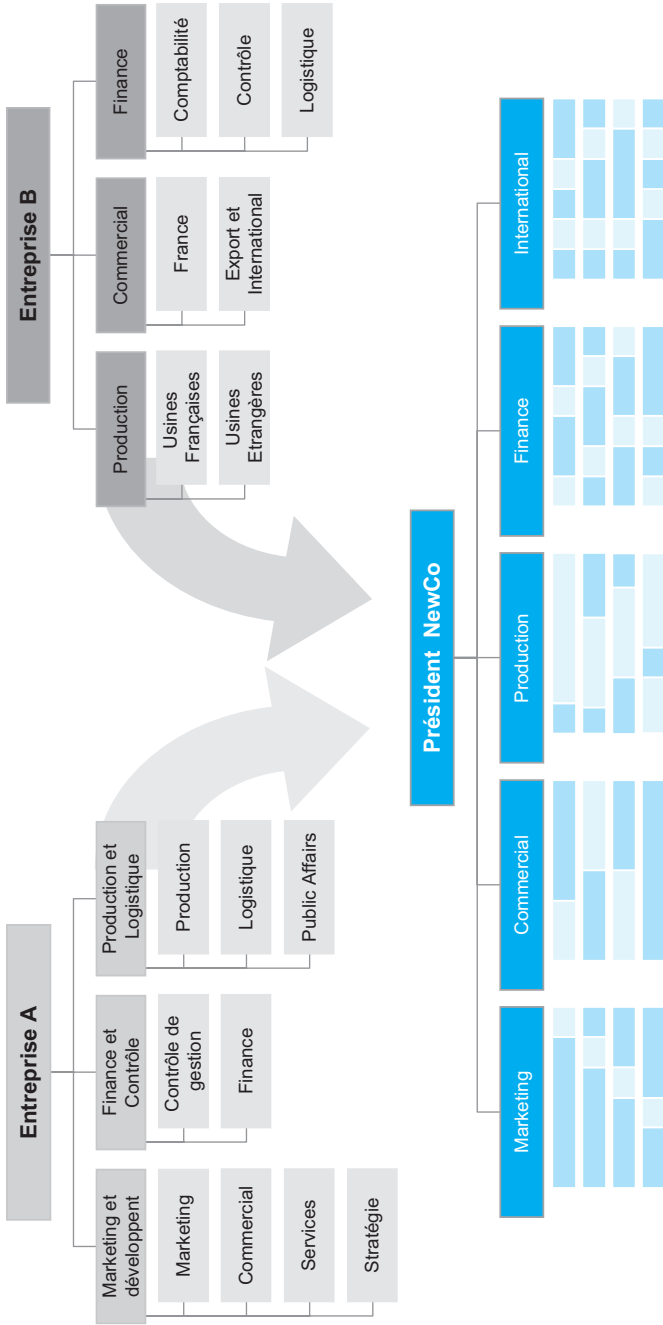 Entreprise A
Marketing et
développent
Marketing
Commercial
Services
Stratégie
Finance et
Contrôle
Contrôle de
gestion
Finance
Production et
Logistique
Production
Logistique
Public Affairs
Entreprise B
Production
Usines
Françaises
Usines
Etrangères
Commercial
France
Export et
International
Finance
Comptabilité
Contrôle
Logistique
Président NewCo
Marketing
Commercial
Production
Finance
International